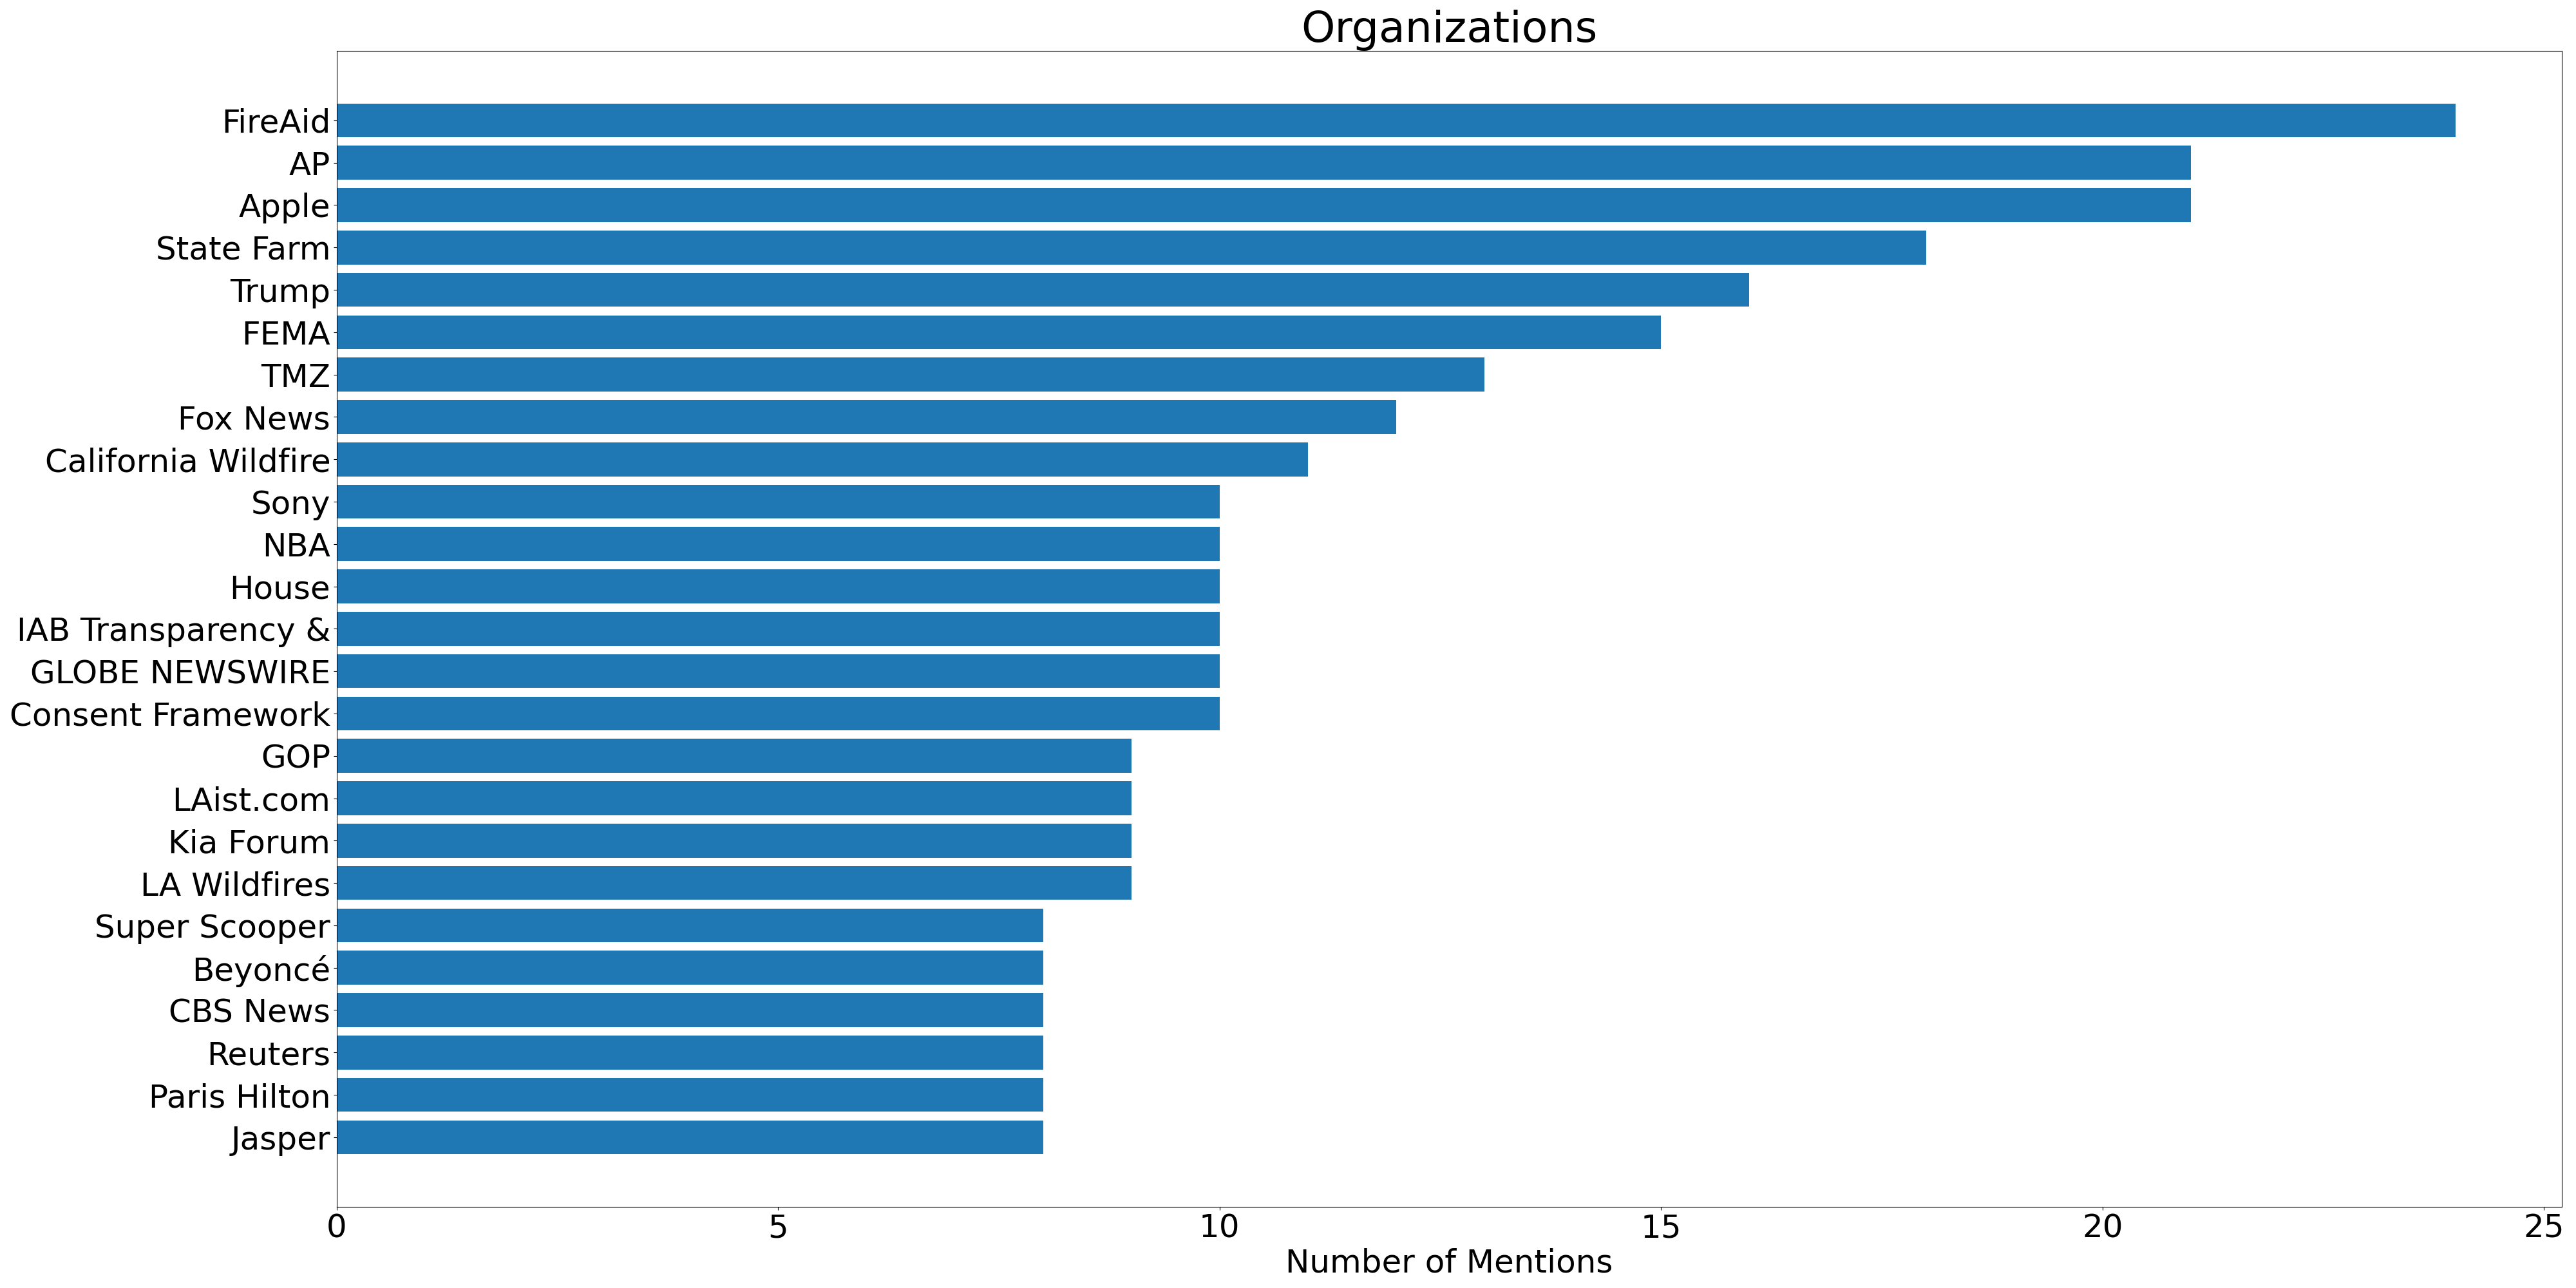 Organizations
FireAid
AP
Apple
State Farm
Trump
FEMA
TMZ
Fox News
California Wildfire
Sony
NBA
House
IAB Transparency &
GLOBE NEWSWIRE
Consent Framework
GOP
LAist.com
Kia Forum
LA Wildfires
Super Scooper
Beyoncé
CBS News
Reuters
Paris Hilton
Jasper
0 5 10 15 20 25
Number of Mentions